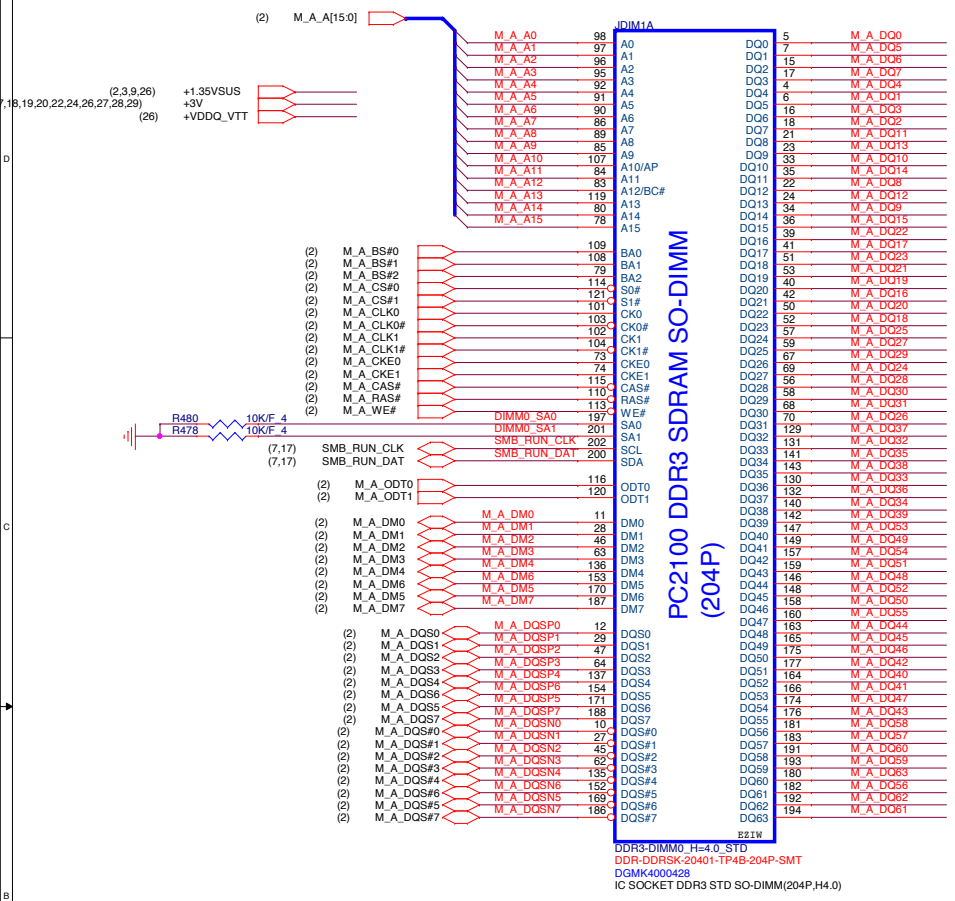 (2) M_A_A[15:0]
(2,3,9,26) +1.35VSUS
7,18,19,20,22,24,26,27,28,29) +3V
(26) +VDDQ_VTT
JDIM1A
M_A_A0 98 A0
M_A_A1 97 A1
M_A_A2 96 A2
M_A_A3 95 A3
M_A_A4 92 A4
M_A_A5 91 A5
M_A_A6 90 A6
M_A_A7 86 A7
M_A_A8 89 A8
M_A_A9 85 A9
M_A_A10 107 A10/AP
M_A_A11 84 A11
M_A_A12 83 A12/BC#
M_A_A13 119 A13
M_A_A14 80 A14
M_A_A15 78 A15
(2) M_A_BS#0 109 BA0
(2) M_A_BS#1 108 BA1
(2) M_A_BS#2 79 BA2
(2) M_A_CS#0 114 S0#
(2) M_A_CS#1 121 S1#
(2) M_A_CLK0 101 CK0
(2) M_A_CLK0# 103 CK0#
(2) M_A_CLK1 102 CK1
(2) M_A_CLK1# 104 CK1#
(2) M_A_CKE0 73 CKE0
(2) M_A_CKE1 74 CKE1
(2) M_A_CAS# 115 CAS#
(2) M_A_RAS# 110 RAS#
(2) M_A_WE# 113 WE#
R480 10K/F_4 DIMM0_SA0 197 SA0
R478 10K/F_4 DIMM0_SA1 201 SA1
(7,17) SMB_RUN_CLK SMB_RUN_CLK 202 SCL
(7,17) SMB_RUN_DAT SMB_RUN_DAT 200 SDA
(2) M_A_ODT0 116 ODT0
(2) M_A_ODT1 120 ODT1
(2) M_A_DM0 M_A_DM0 11 DM0
(2) M_A_DM1 M_A_DM1 28 DM1
(2) M_A_DM2 M_A_DM2 46 DM2
(2) M_A_DM3 M_A_DM3 63 DM3
(2) M_A_DM4 M_A_DM4 136 DM4
(2) M_A_DM6 M_A_DM6 153 DM5
(2) M_A_DM5 M_A_DM5 170 DM6
(2) M_A_DM7 M_A_DM7 187 DM7
(2) M_A_DQS0 M_A_DQSP0 12 DQS0
(2) M_A_DQS1 M_A_DQSP1 29 DQS1
(2) M_A_DQS2 M_A_DQSP2 47 DQS2
(2) M_A_DQS3 M_A_DQSP3 64 DQS3
(2) M_A_DQS4 M_A_DQSP4 137 DQS4
(2) M_A_DQS6 M_A_DQSP6 154 DQS5
(2) M_A_DQS5 M_A_DQSP5 171 DQS6
(2) M_A_DQS7 M_A_DQSP7 188 DQS7
(2) M_A_DQS#0 M_A_DQSN0 10 DQS#0
(2) M_A_DQS#1 M_A_DQSN1 27 DQS#1
(2) M_A_DQS#2 M_A_DQSN2 45 DQS#2
(2) M_A_DQS#3 M_A_DQSN3 62 DQS#3
(2) M_A_DQS#4 M_A_DQSN4 135 DQS#4
(2) M_A_DQS#6 M_A_DQSN6 152 DQS#5
(2) M_A_DQS#5 M_A_DQSN5 169 DQS#6
(2) M_A_DQS#7 M_A_DQSN7 186 DQS#7
PC2100 DDR3 SDRAM SO-DIMM
(204P)
DQ0 5 M_A_DQ0
DQ1 7 M_A_DQ5
DQ2 15 M_A_DQ6
DQ3 17 M_A_DQ7
DQ4 4 M_A_DQ4
DQ5 6 M_A_DQ1
DQ6 16 M_A_DQ3
DQ7 18 M_A_DQ2
DQ8 21 M_A_DQ11
DQ9 23 M_A_DQ13
DQ10 33 M_A_DQ10
DQ11 35 M_A_DQ14
DQ12 22 M_A_DQ8
DQ13 24 M_A_DQ12
DQ14 34 M_A_DQ9
DQ15 36 M_A_DQ15
DQ16 39 M_A_DQ22
DQ17 41 M_A_DQ17
DQ18 51 M_A_DQ23
DQ19 53 M_A_DQ21
DQ20 40 M_A_DQ19
DQ21 42 M_A_DQ16
DQ22 50 M_A_DQ20
DQ23 52 M_A_DQ18
DQ24 57 M_A_DQ25
DQ25 59 M_A_DQ27
DQ26 67 M_A_DQ29
DQ27 69 M_A_DQ24
DQ28 56 M_A_DQ28
DQ29 58 M_A_DQ30
DQ30 68 M_A_DQ31
DQ31 70 M_A_DQ26
DQ32 129 M_A_DQ37
DQ33 131 M_A_DQ32
DQ34 141 M_A_DQ35
DQ35 143 M_A_DQ38
DQ36 130 M_A_DQ33
DQ37 132 M_A_DQ36
DQ38 140 M_A_DQ34
DQ39 142 M_A_DQ39
DQ40 147 M_A_DQ53
DQ41 149 M_A_DQ49
DQ42 157 M_A_DQ54
DQ43 159 M_A_DQ51
DQ44 146 M_A_DQ48
DQ45 148 M_A_DQ52
DQ46 158 M_A_DQ50
DQ47 160 M_A_DQ55
DQ48 163 M_A_DQ44
DQ49 165 M_A_DQ45
DQ50 175 M_A_DQ46
DQ51 177 M_A_DQ42
DQ52 164 M_A_DQ40
DQ53 166 M_A_DQ41
DQ54 174 M_A_DQ47
DQ55 176 M_A_DQ43
DQ56 181 M_A_DQ58
DQ57 183 M_A_DQ57
DQ58 191 M_A_DQ60
DQ59 193 M_A_DQ59
DQ60 180 M_A_DQ63
DQ61 182 M_A_DQ56
DQ62 192 M_A_DQ62
DQ63 194 M_A_DQ61
EZIW
DDR3-DIMM0_H=4.0_STD
DDR-DDRSK-20401-TP4B-204P-SMT
DGMK4000428
IC SOCKET DDR3 STD SO-DIMM(204P,H4.0)
D
C
B